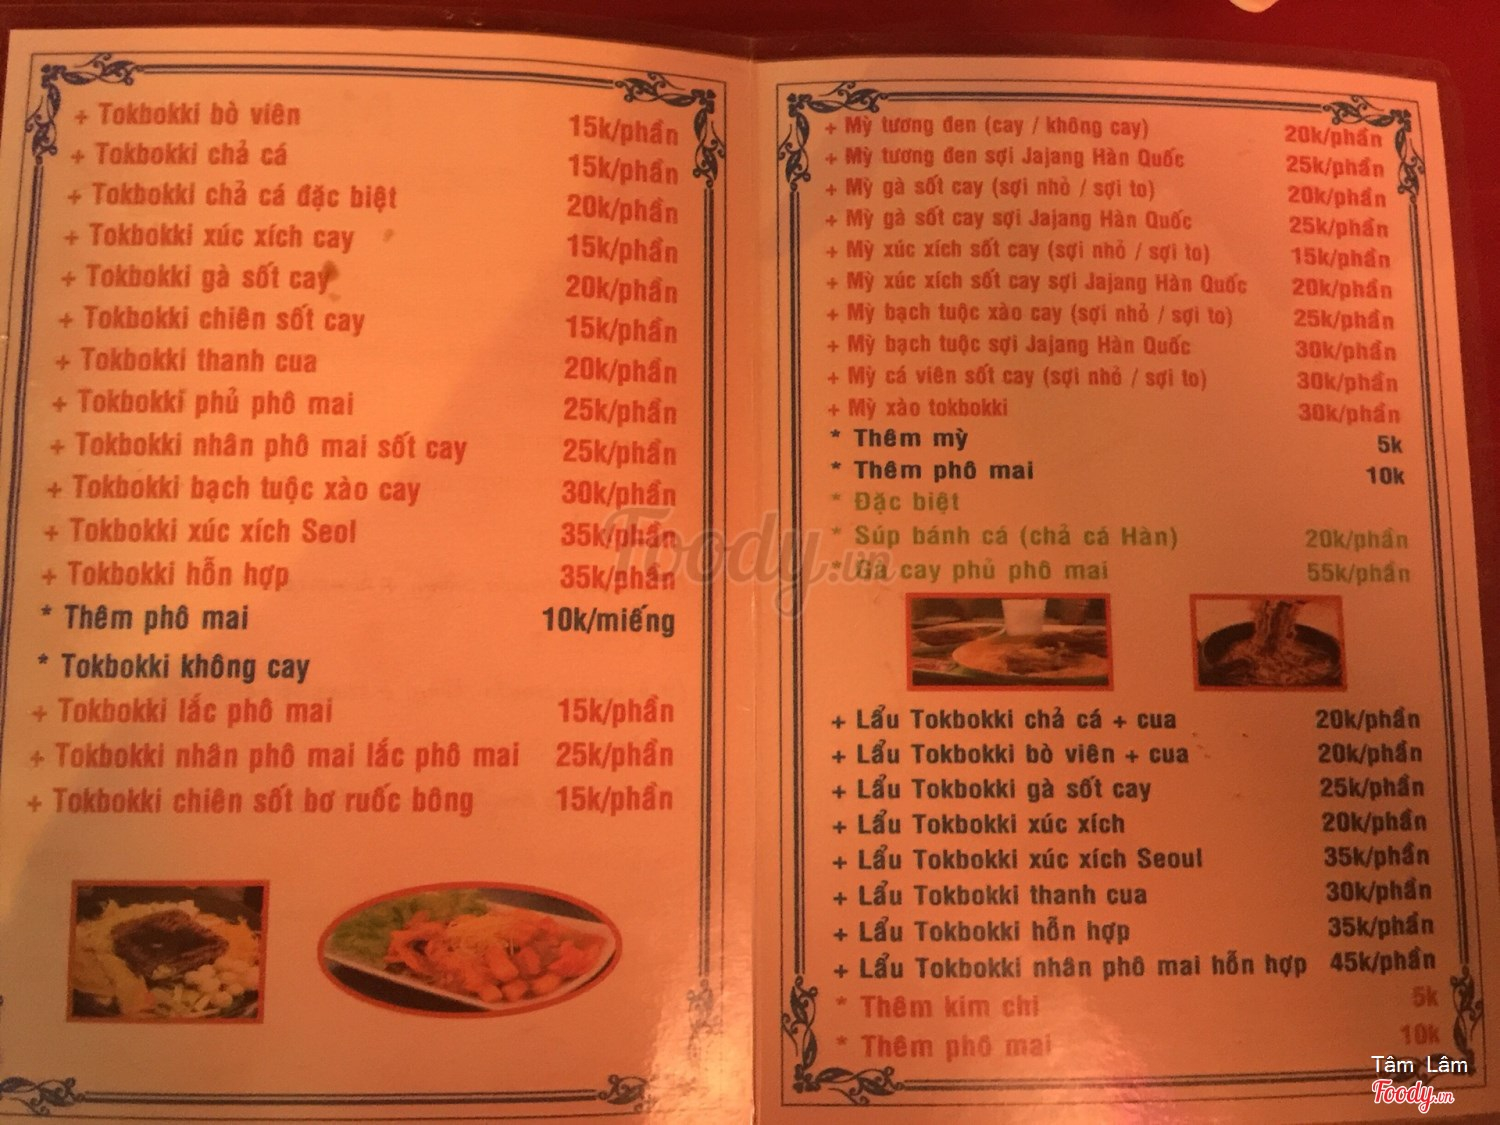 + Tokbokki bò viên 15k/phần
+ Tokbokki chả cá 15k/phần
+ Tokbokki chả cá đặc biệt 20k/phần
+ Tokbokki xúc xích cay 15k/phần
+ Tokbokki gà sốt cay 20k/phần
+ Tokbokki chiên sốt cay 15k/phần
+ Tokbokki thanh cua 20k/phần
+ Tokbokki phủ phô mai 25k/phần
+ Tokbokki nhân phô mai sốt cay 25k/phần
+ Tokbokki bạch tuộc xào cay 30k/phần
+ Tokbokki xúc xích Seol 35k/phần
+ Tokbokki hỗn hợp 35k/phần
* Thêm phô mai 10k/miếng
* Tokbokki không cay
+ Tokbokki lắc phô mai 15k/phần
+ Tokbokki nhân phô mai lắc phô mai 25k/phần
+ Tokbokki chiên sốt bơ ruốc bông 15k/phần
+ Mỳ tương đen (cay / không cay) 20k/phần
+ Mỳ tương đen sợi Jajang Hàn Quốc 25k/phần
+ Mỳ gà sốt cay (sợi nhỏ / sợi to) 20k/phần
+ Mỳ gà sốt cay sợi Jajang Hàn Quốc 25k/phần
+ Mỳ xúc xích sốt cay (sợi nhỏ / sợi to) 15k/phần
+ Mỳ xúc xích sốt cay sợi Jajang Hàn Quốc 20k/phần
+ Mỳ bạch tuộc xào cay (sợi nhỏ / sợi to) 25k/phần
+ Mỳ bạch tuộc sợi Jajang Hàn Quốc 30k/phần
+ Mỳ cá viên sốt cay (sợi nhỏ / sợi to) 30k/phần
+ Mỳ xào tokbokki 30k/phần
* Thêm mỳ 5k
* Thêm phô mai 10k
* Đặc biệt
* Súp bánh cá (chả cá Hàn) 20k/phần
* Gà cay phủ phô mai 55k/phần
+ Lẩu Tokbokki chả cá + cua 20k/phần
+ Lẩu Tokbokki bò viên + cua 20k/phần
+ Lẩu Tokbokki gà sốt cay 25k/phần
+ Lẩu Tokbokki xúc xích 20k/phần
+ Lẩu Tokbokki xúc xích Seoul 35k/phần
+ Lẩu Tokbokki thanh cua 30k/phần
+ Lẩu Tokbokki hỗn hợp 35k/phần
+ Lẩu Tokbokki nhân phô mai hỗn hợp 45k/phần
* Thêm kim chi 5k
* Thêm phô mai 10k
Foody.vn
Tâm Lâm
Foody.vn